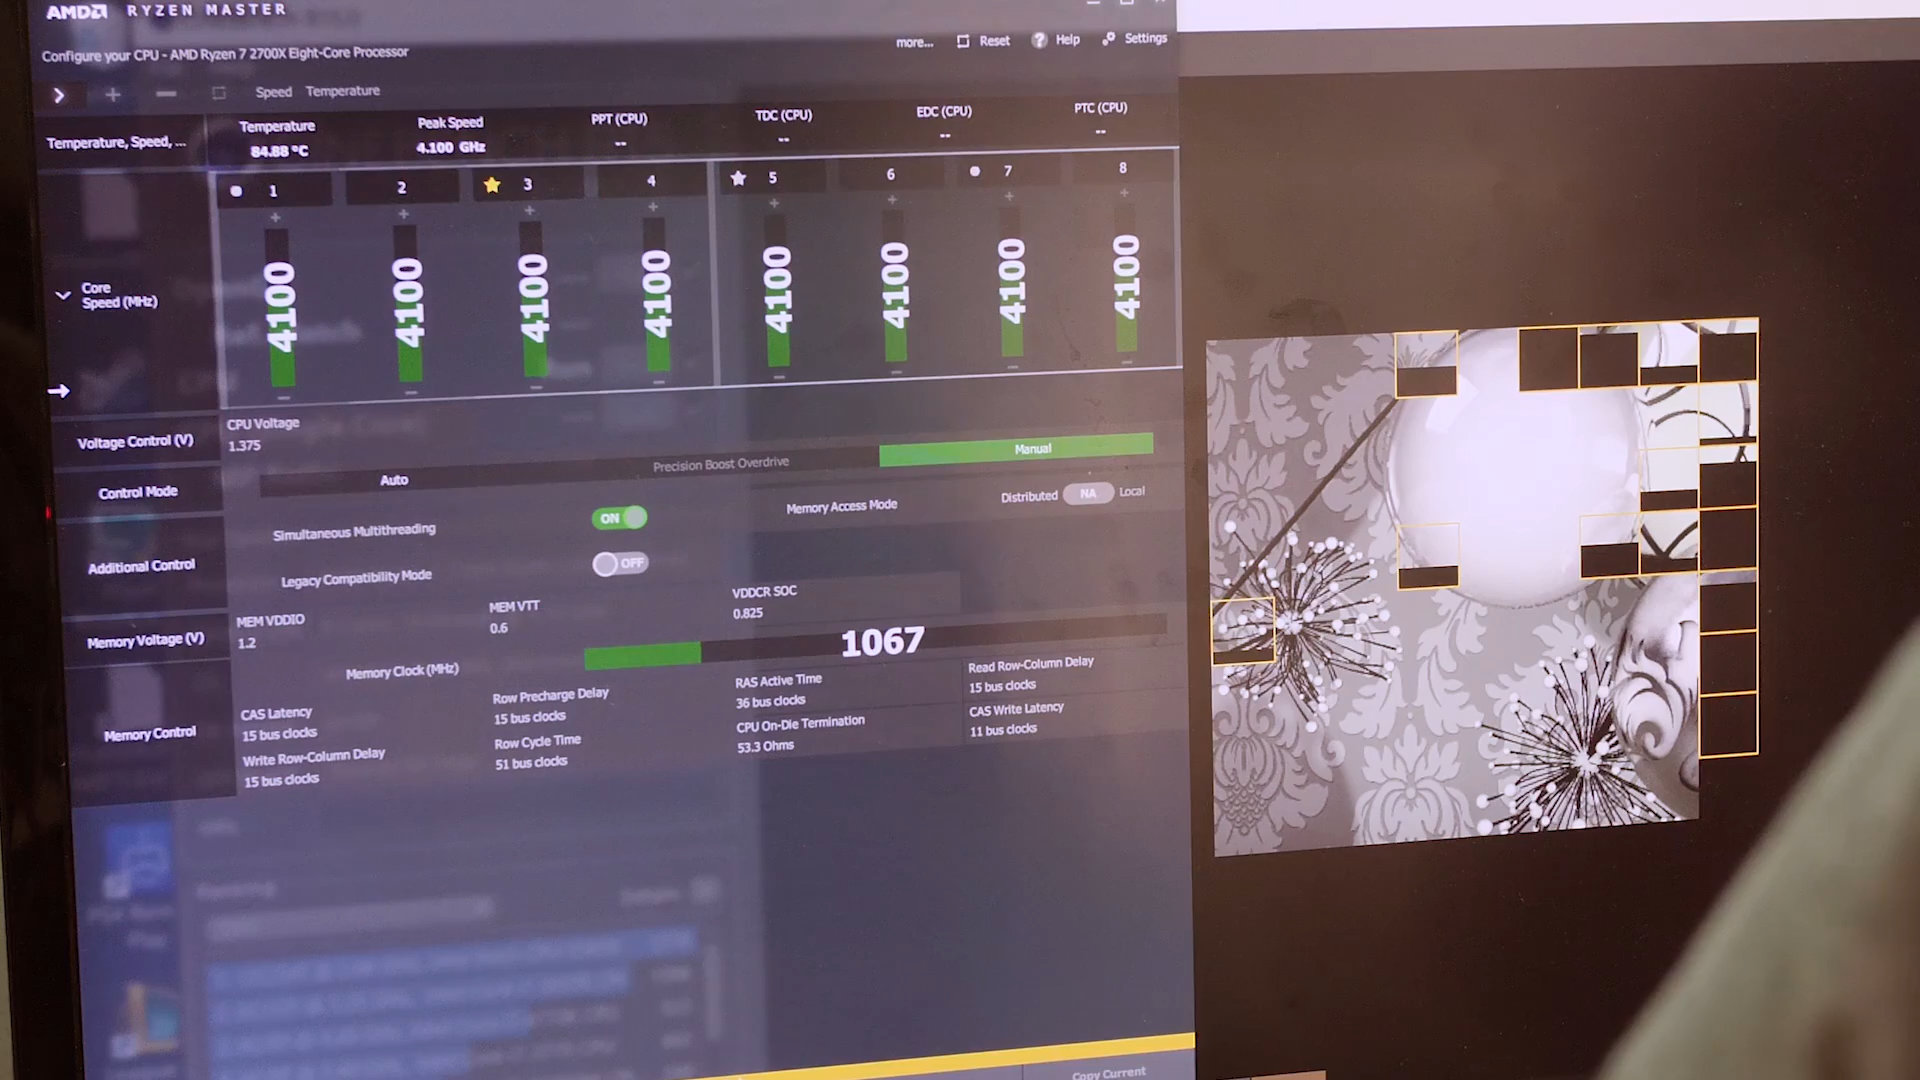 AMD RYZEN MASTER
Configure your CPU - AMD Ryzen 7 2700X Eight-Core Processor
more... Reset ? Help Settings
Speed Temperature
Temperature, Speed, ...
Temperature Peak Speed PPT (CPU) TDC (CPU) EDC (CPU) PTC (CPU)
84.88 °C 4.100 GHz -- -- -- --
1 2 3 4 5 6 7 8
Core
Speed (MHz)
4100 4100 4100 4100 4100 4100 4100 4100
Voltage Control (V)
CPU Voltage
1.375
Control Mode
Auto Precision Boost Overdrive Manual
Additional Control
Simultaneous Multithreading ON
Memory Access Mode Distributed NA Local
Legacy Compatibility Mode OFF
Memory Voltage (V)
MEM VDDIO MEM VTT VDDCR SOC
1.2 0.6 0.825
Memory Control
Memory Clock (MHz) 1067
CAS Latency Row Precharge Delay RAS Active Time Read Row-Column Delay
15 bus clocks 15 bus clocks 36 bus clocks 15 bus clocks
Write Row-Column Delay Row Cycle Time CPU On-Die Termination CAS Write Latency
15 bus clocks 51 bus clocks 53.3 Ohms 11 bus clocks
Copy Current